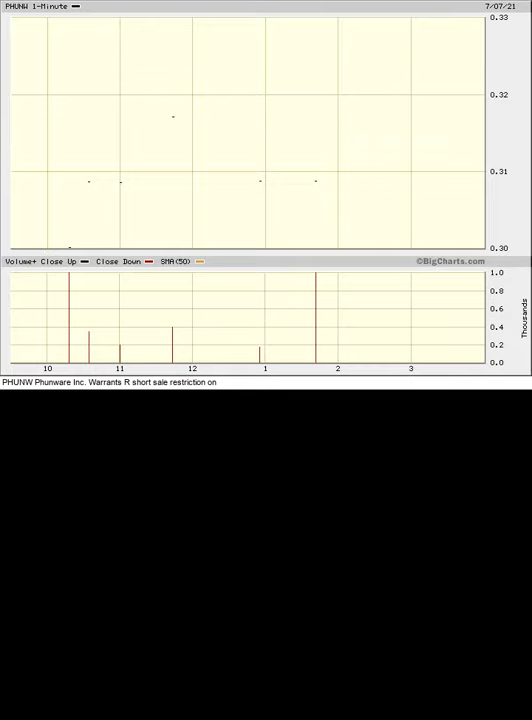 PHUNW 1-Minute 7/07/21
0.33
0.32
0.31
0.30
Volume+ Close Up Close Down SMA(50) ©BigCharts.com
1.0
0.8
0.6
0.4
0.2
0.0
Thousands
10 11 12 1 2 3
PHUNW Phunware Inc. Warrants R short sale restriction on